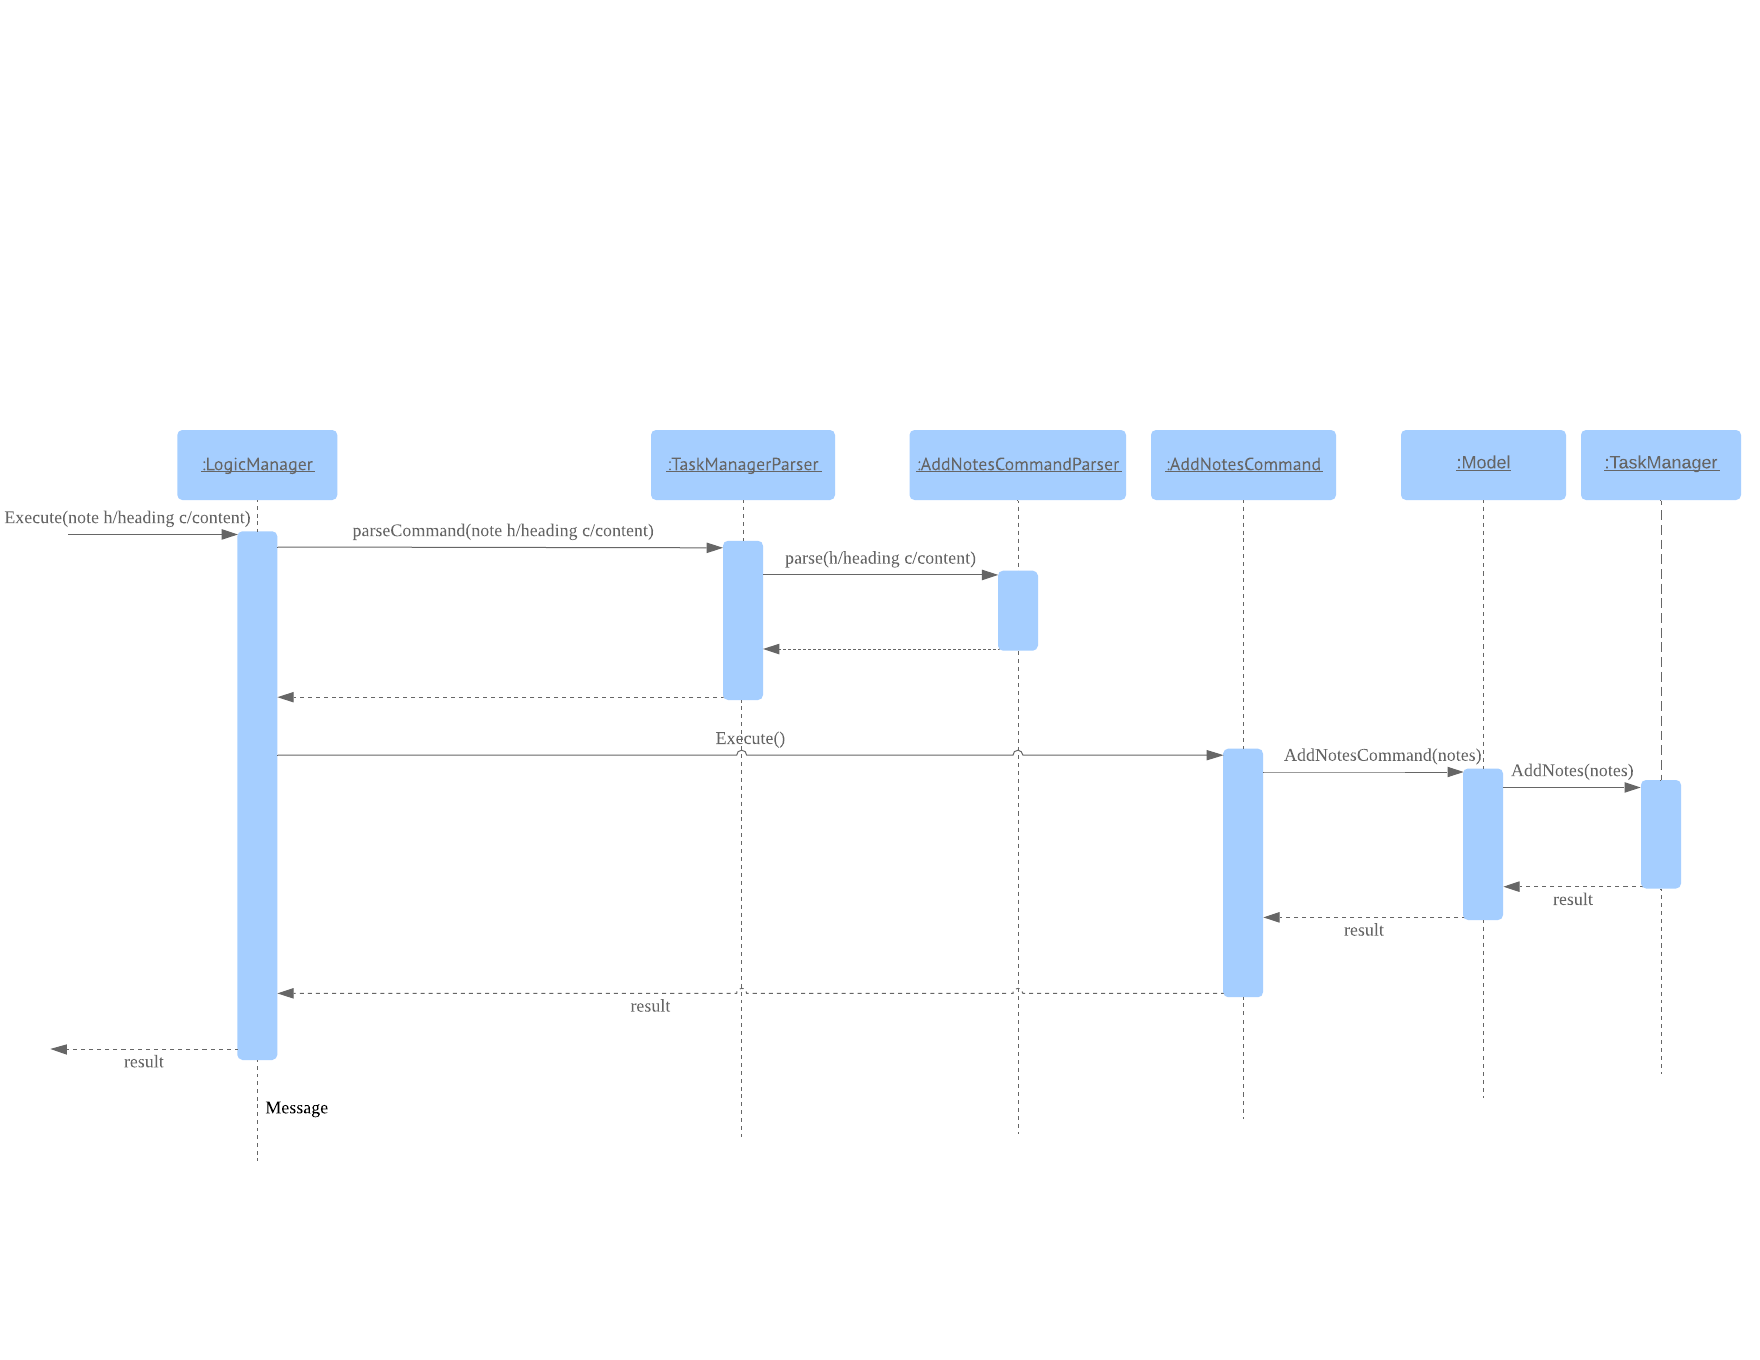 :LogicManager
:TaskManagerParser
:AddNotesCommandParser
:AddNotesCommand
:Model
:TaskManager
Execute(note h/heading c/content)
parseCommand(note h/heading c/content)
parse(h/heading c/content)
Execute()
AddNotesCommand(notes)
AddNotes(notes)
result
result
result
result
Message